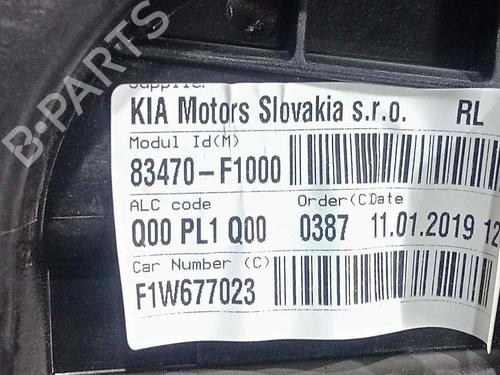 B-PARTS
Supplier
KIA Motors Slovakia s.r.o. RL
Modul Id(M)
83470-F1000
ALC code Order(C Date
Q00 PL1 Q00 0387 11.01.2019 12
Car Number (C)
F1W677023